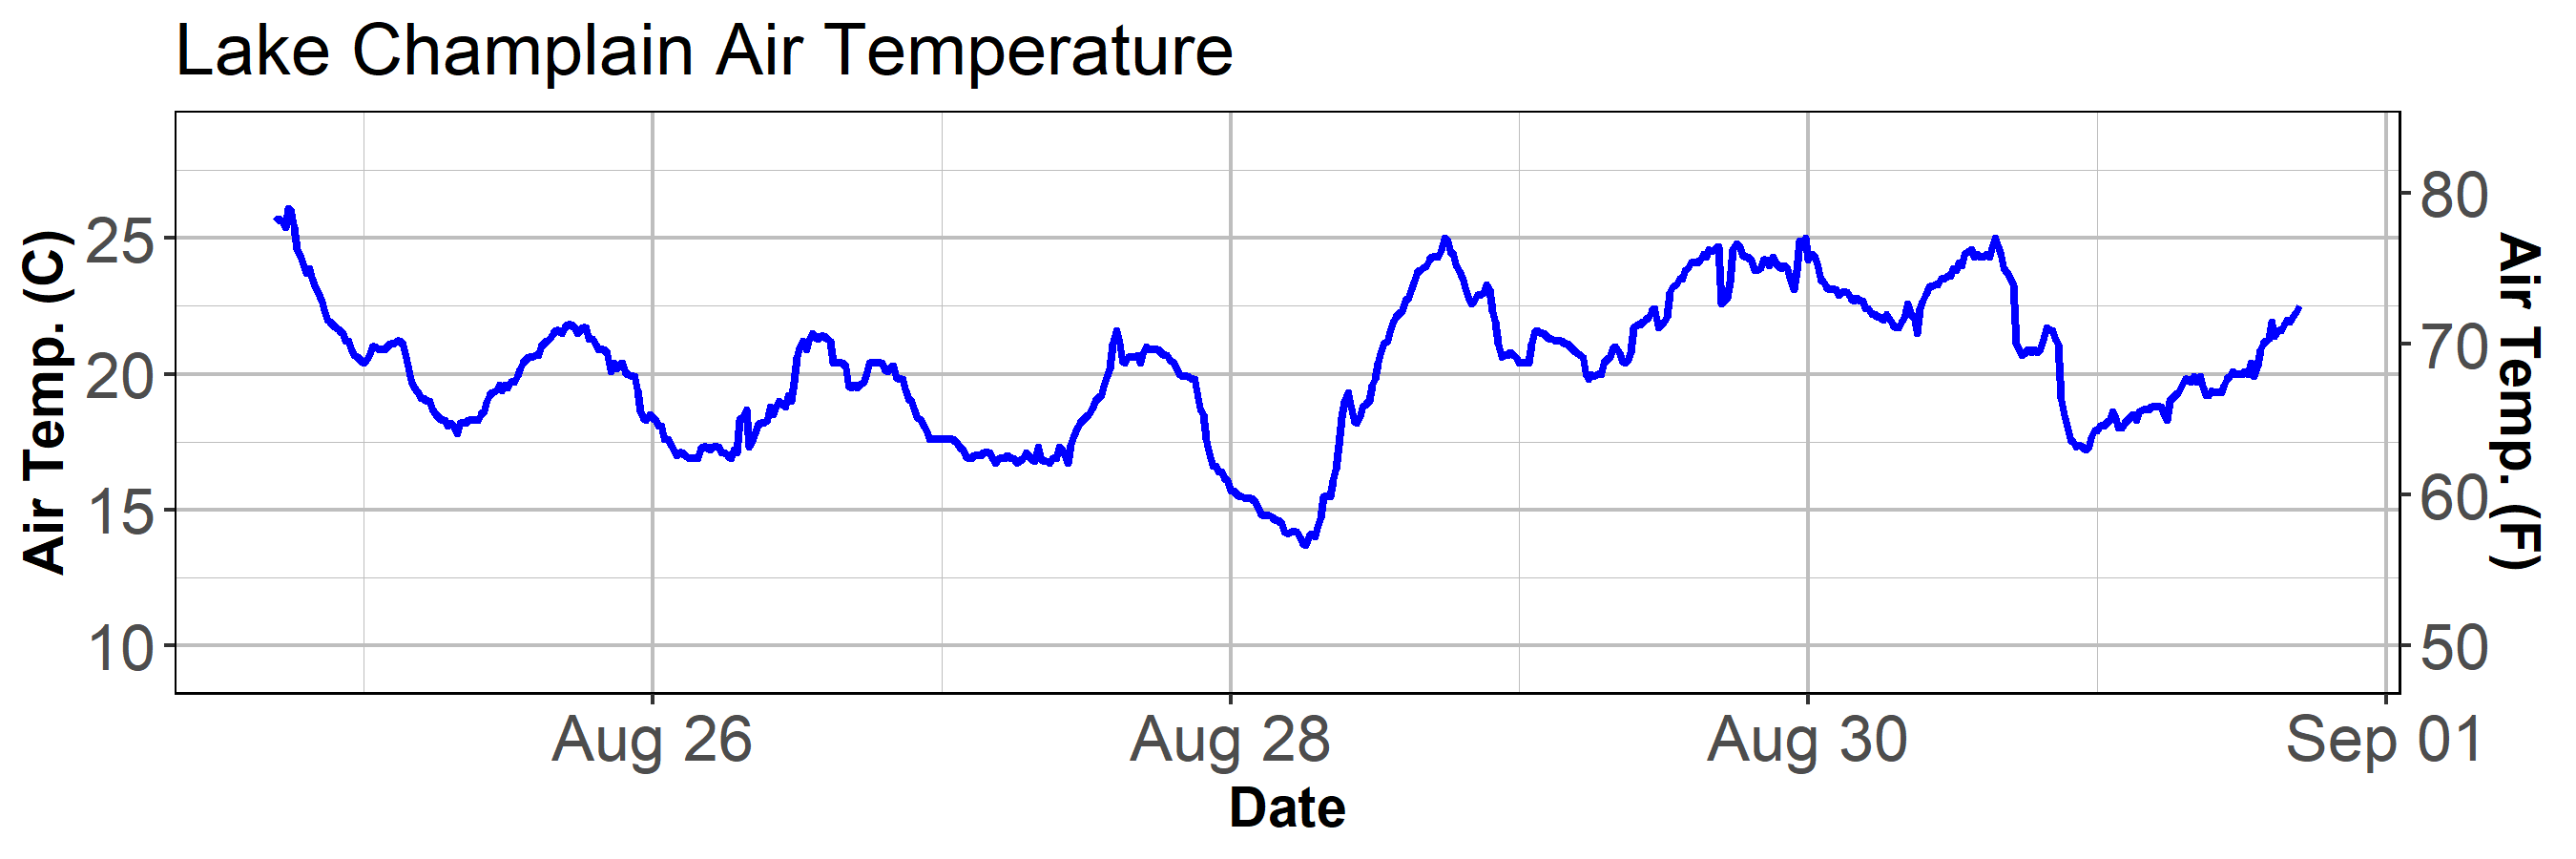 Lake Champlain Air Temperature
Air Temp. (C)
25
20
15
10
80
70
60
50
Air Temp. (F)
Aug 26
Aug 28
Aug 30
Sep 01
Date